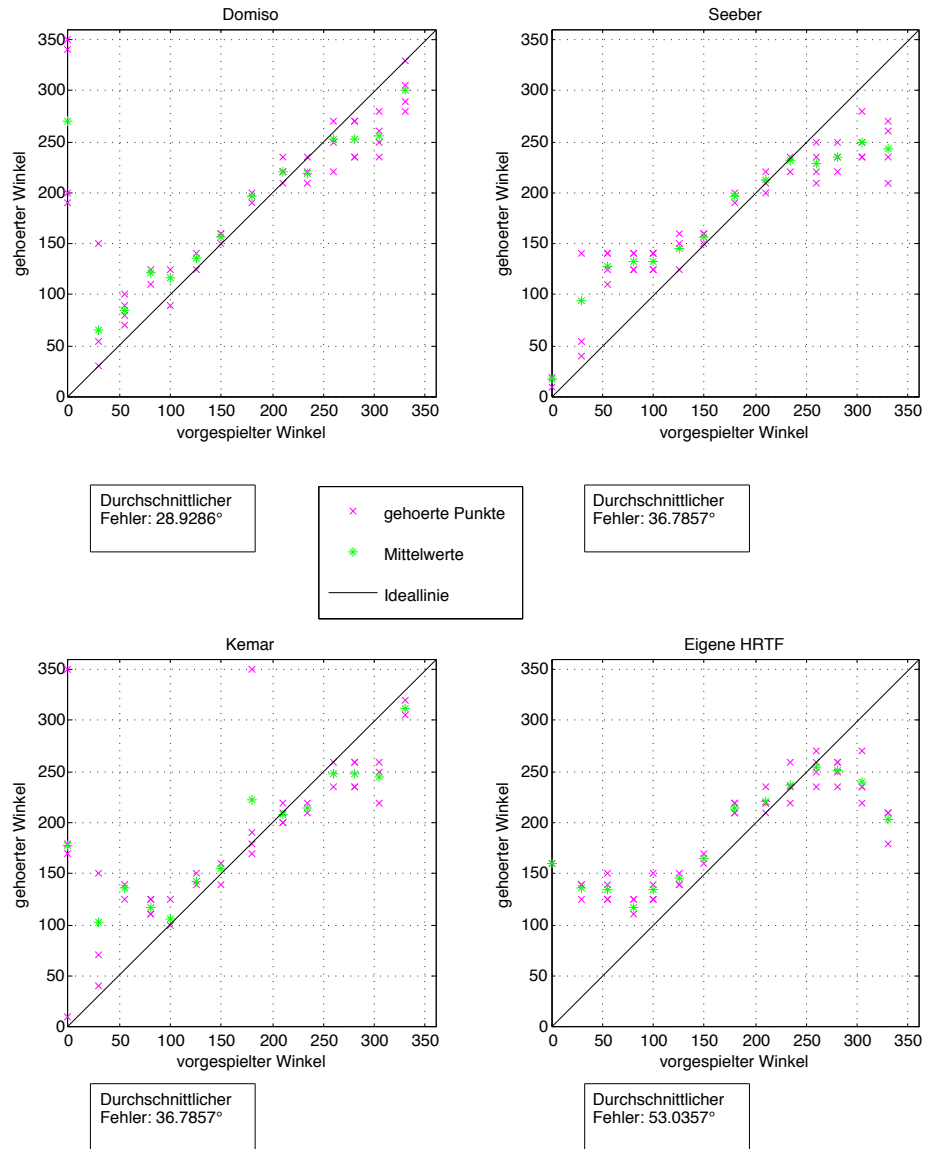 Domiso
350
300
250
200
150
100
50
0
gehoerter Winkel
0 50 100 150 200 250 300 350
vorgespielter Winkel
Durchschnittlicher
Fehler: 28.9286°
Seeber
350
300
250
200
150
100
50
0
gehoerter Winkel
0 50 100 150 200 250 300 350
vorgespielter Winkel
Durchschnittlicher
Fehler: 36.7857°
gehoerte Punkte
Mittelwerte
Ideallinie
Kemar
350
300
250
200
150
100
50
0
gehoerter Winkel
0 50 100 150 200 250 300 350
vorgespielter Winkel
Durchschnittlicher
Fehler: 36.7857°
Eigene HRTF
350
300
250
200
150
100
50
0
gehoerter Winkel
0 50 100 150 200 250 300 350
vorgespielter Winkel
Durchschnittlicher
Fehler: 53.0357°